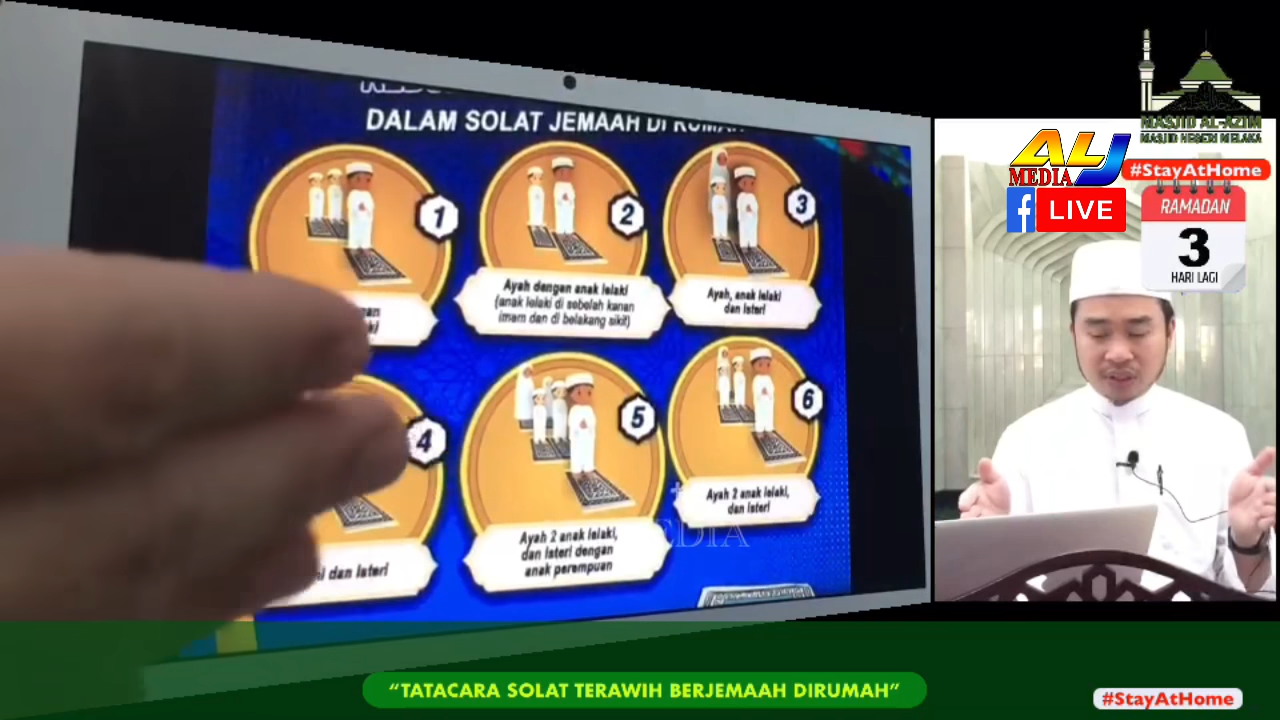 DALAM SOLAT JEMAAH DI RUMAH
1
2
Ayah dengan anak lelaki
(anak lelaki di sebelah kanan
imam dan di belakang sikit)
3
Ayah, anak lelaki
dan isteri
4
dan isteri
5
Ayah 2 anak lelaki,
dan isteri dengan
anak perempuan
6
Ayah 2 anak lelaki,
dan isteri
MASJID AL-AZIM
MASJID NEGERI MELAKA
ALJ
MEDIA
#StayAtHome
f LIVE
RAMADAN
3
HARI LAGI
“TATACARA SOLAT TERAWIH BERJEMAAH DIRUMAH”
#StayAtHome